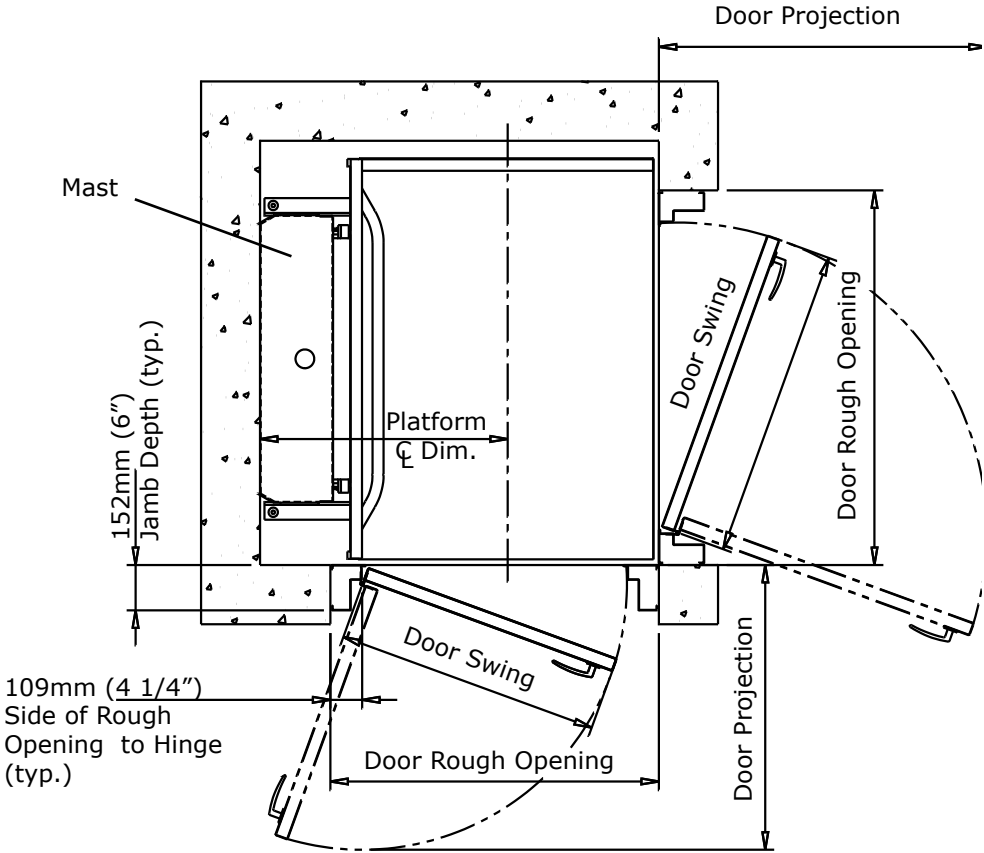 Door Projection
Mast
Door Swing
Door Rough Opening
152mm (6”)
Jamb Depth (typ.)
Platform
℄ Dim.
109mm (4 1/4”)
Side of Rough
Opening to Hinge
(typ.)
Door Swing
Door Rough Opening
Door Projection